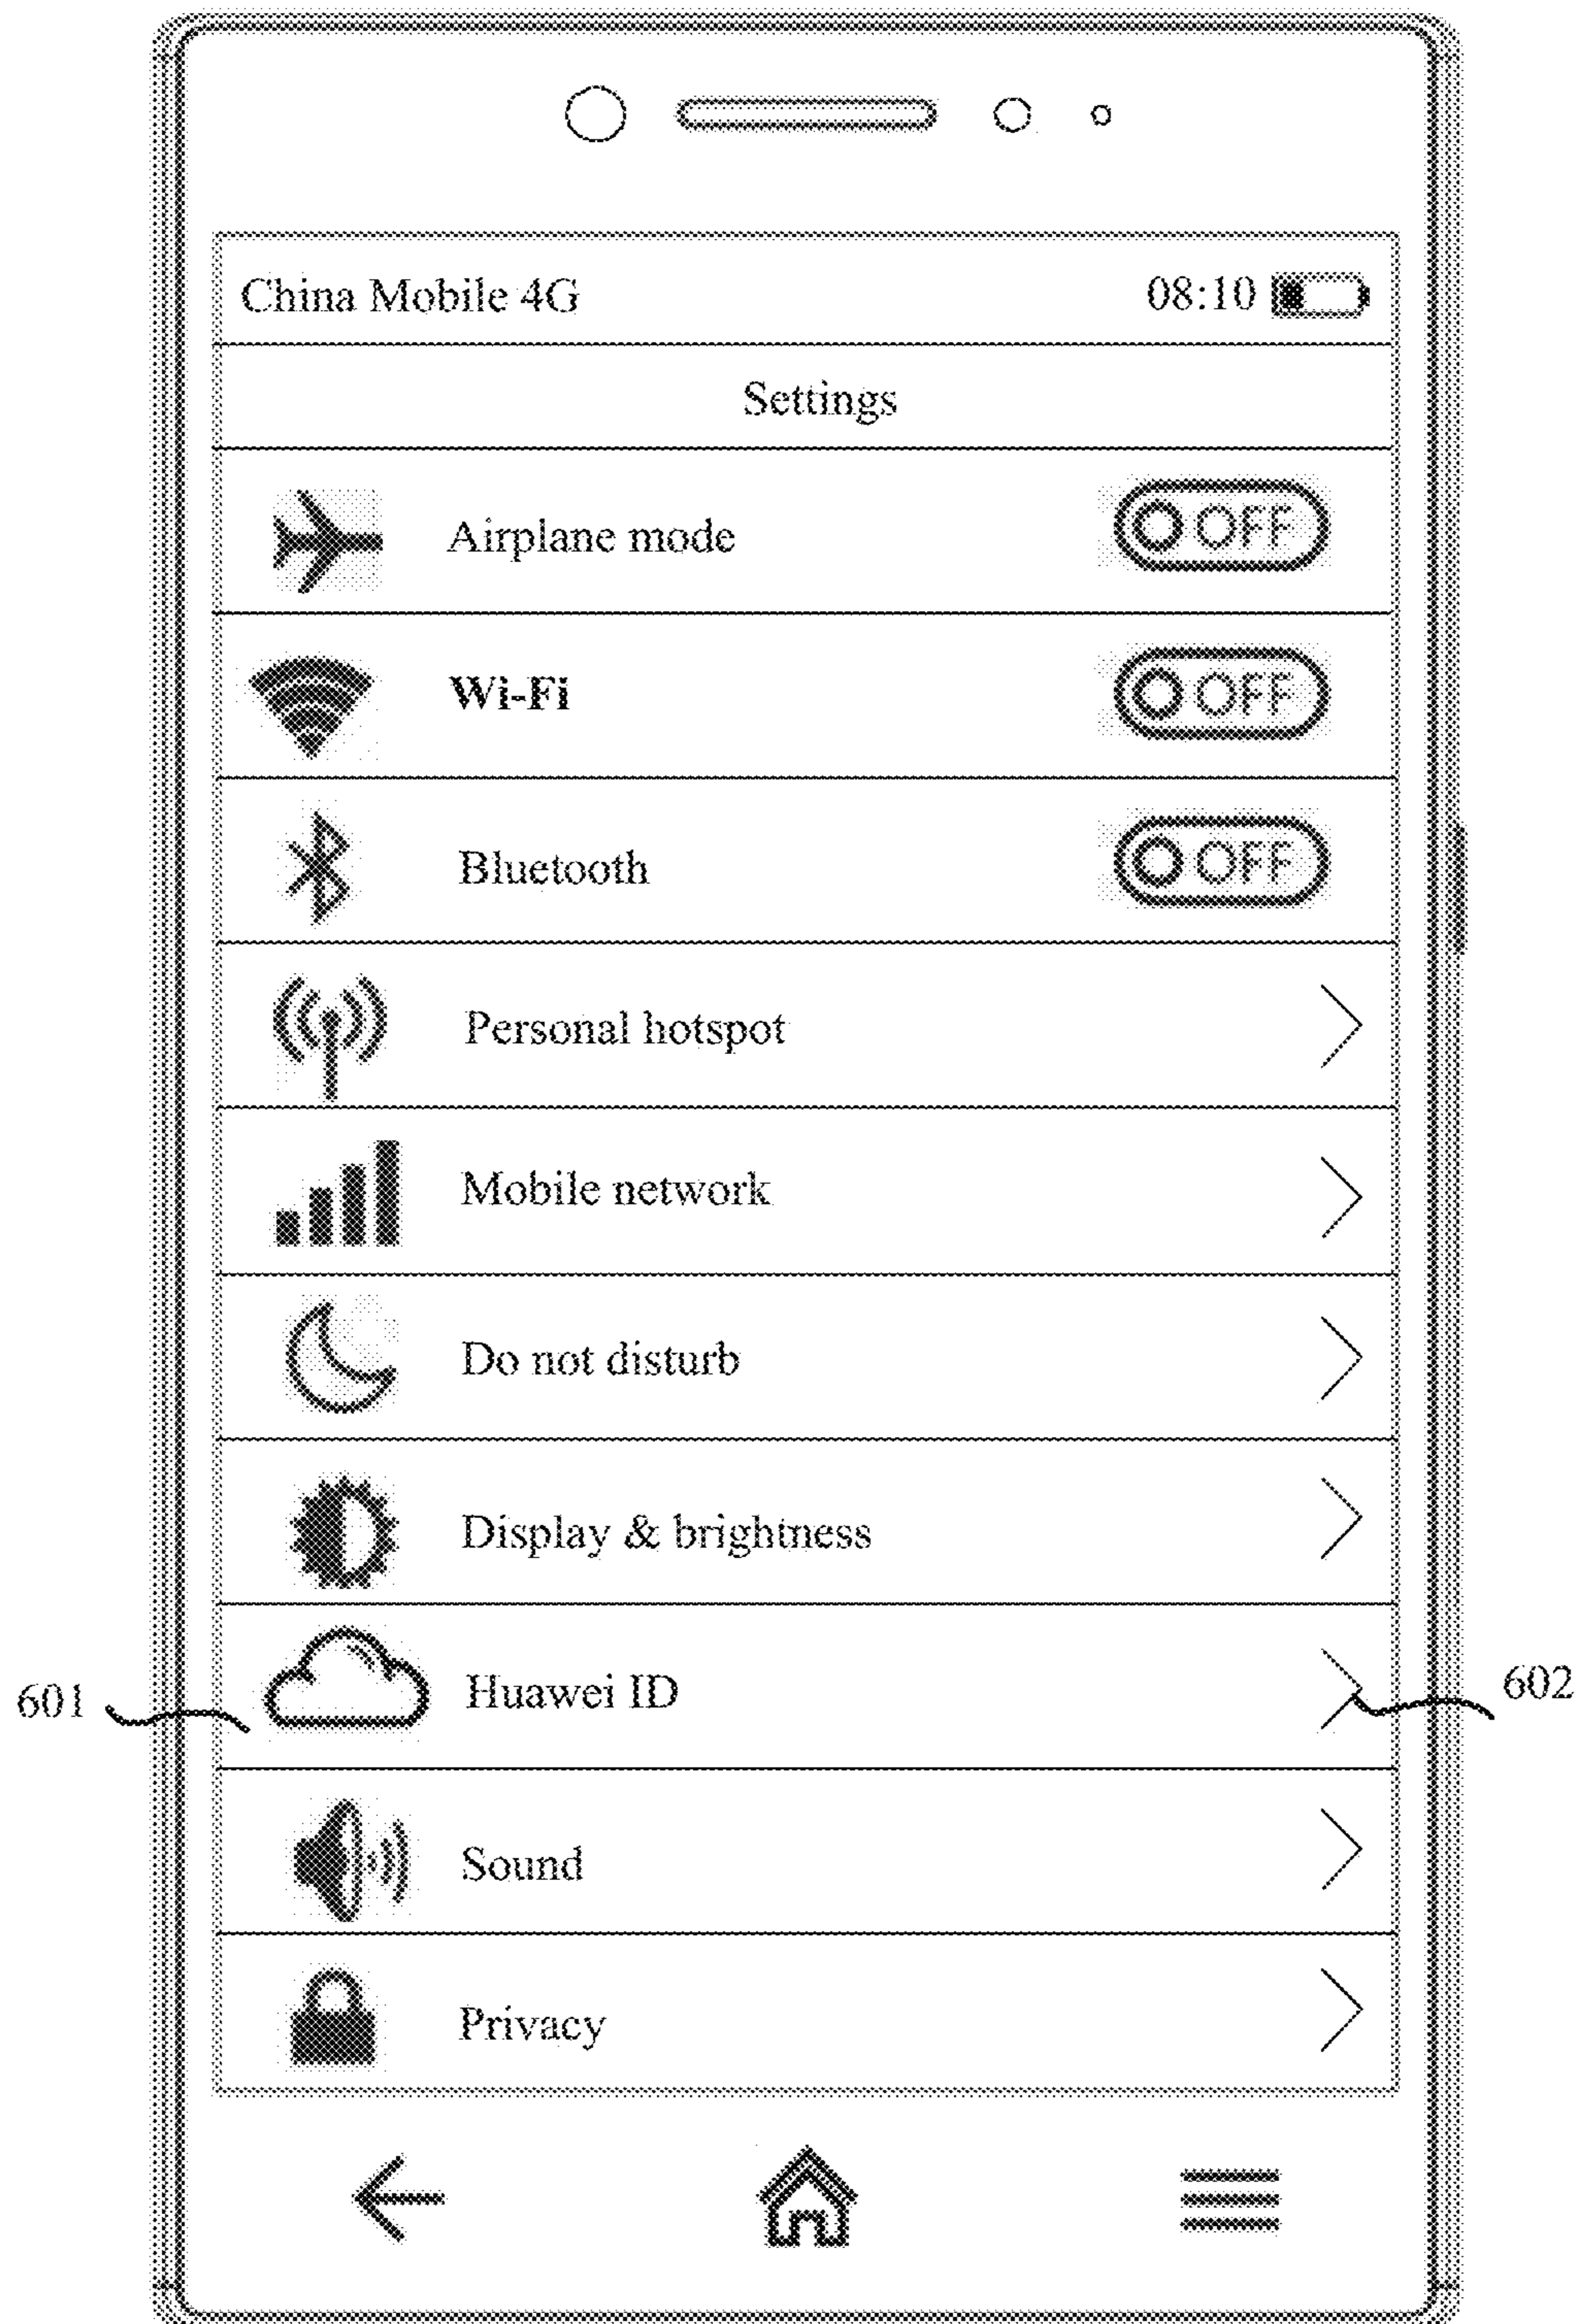 China Mobile 4G 08:10
Settings
Airplane mode OFF
Wi-Fi OFF
Bluetooth OFF
Personal hotspot
Mobile network
Do not disturb
Display & brightness
601 Huawei ID 602
Sound
Privacy